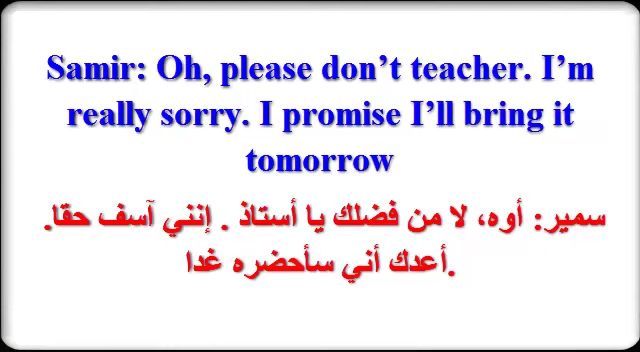 Samir: Oh, please don’t teacher. I’m
really sorry. I promise I’ll bring it
tomorrow
سمير: أوه، لا من فضلك يا أستاذ . إنني آسف حقا.
أعدك أني سأحضره غدا.